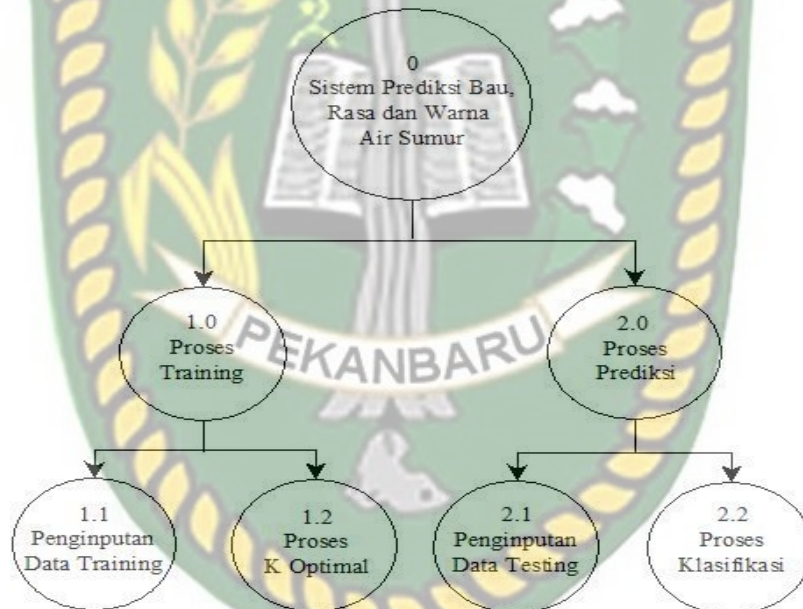 0
Sistem Prediksi Bau,
Rasa dan Warna
Air Sumur
1.0
Proses
Training
2.0
Proses
Prediksi
PEKANBARU
1.1
Penginputan
Data Training
1.2
Proses
K Optimal
2.1
Penginputan
Data Testing
2.2
Proses
Klasifikasi